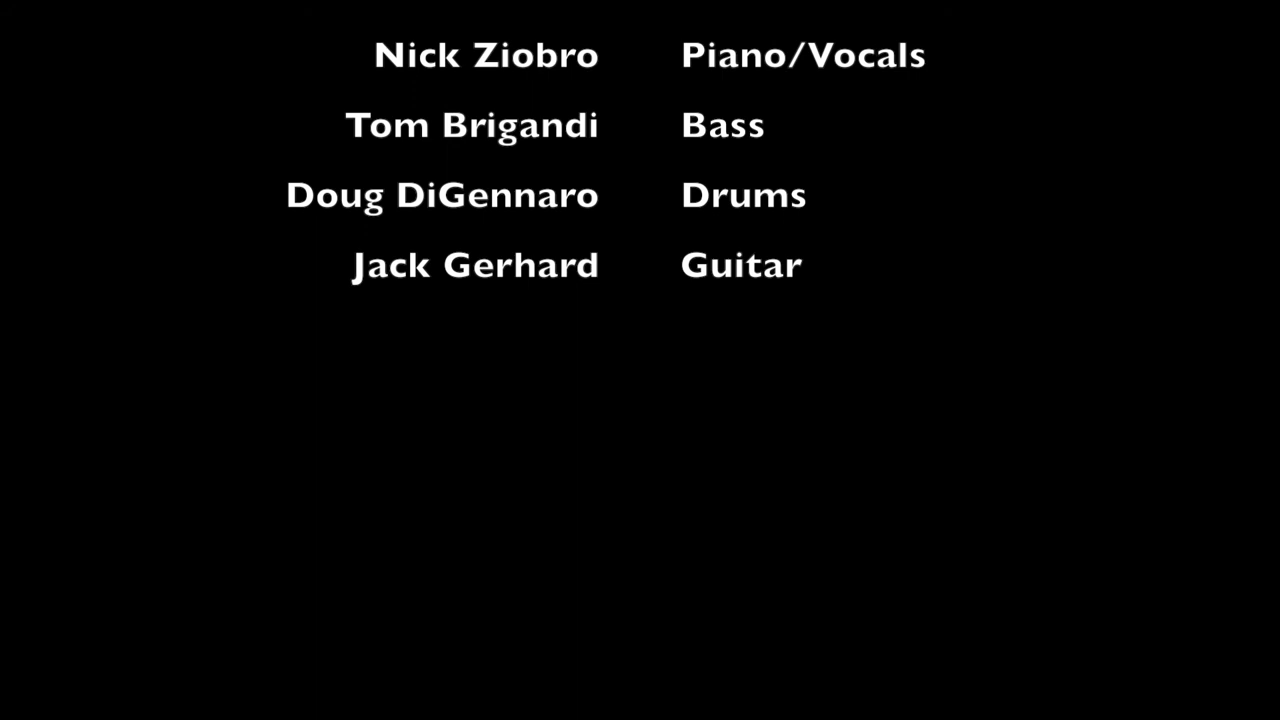 Nick Ziobro Piano/Vocals
Tom Brigandi Bass
Doug DiGennaro Drums
Jack Gerhard Guitar